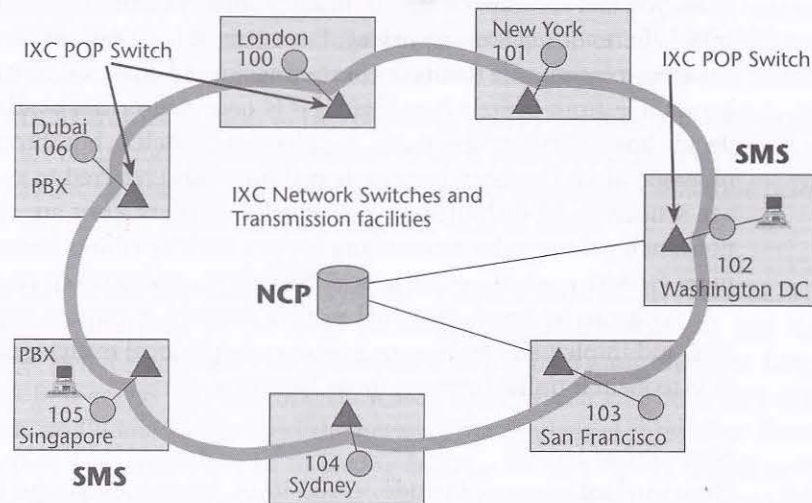 IXC POP Switch
London
100
New York
101
IXC POP Switch
Dubai
106
PBX
SMS
IXC Network Switches and
Transmission facilities
102
Washington DC
NCP
PBX
105
Singapore
SMS
104
Sydney
103
San Francisco